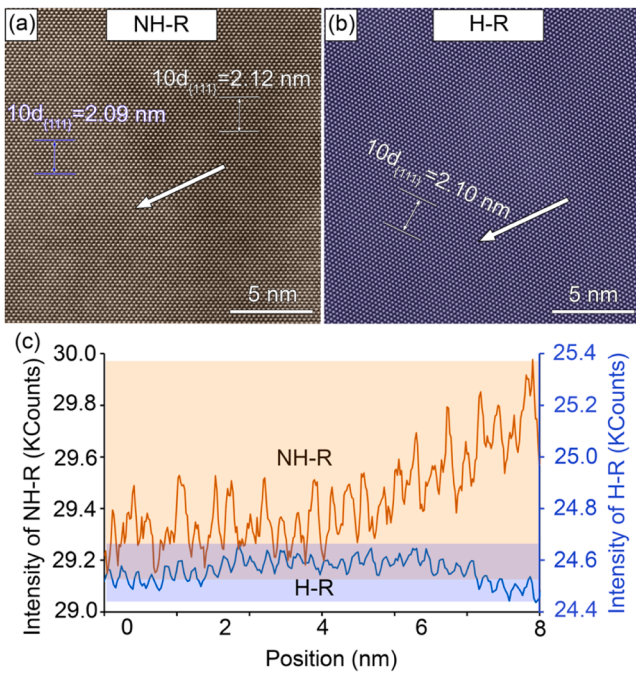 (a) NH-R
10d{111}=2.12 nm
10d{111}=2.09 nm
5 nm
(b) H-R
10d{111}=2.10 nm
5 nm
(c)
Intensity of NH-R (KCounts)
30.0
29.8
29.6
29.4
29.2
29.0
NH-R
H-R
25.4
25.2
25.0
24.8
24.6
24.4
Intensity of H-R (KCounts)
0 2 4 6 8
Position (nm)